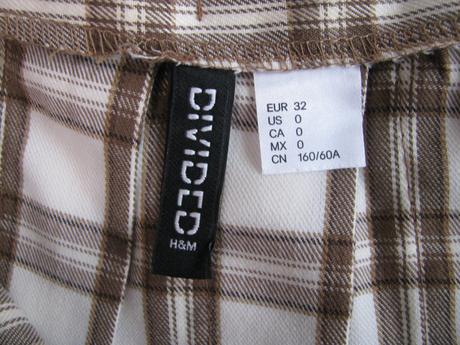 DIVIDED
H&M
EUR 32
US 0
CA 0
MX 0
CN 160/60A